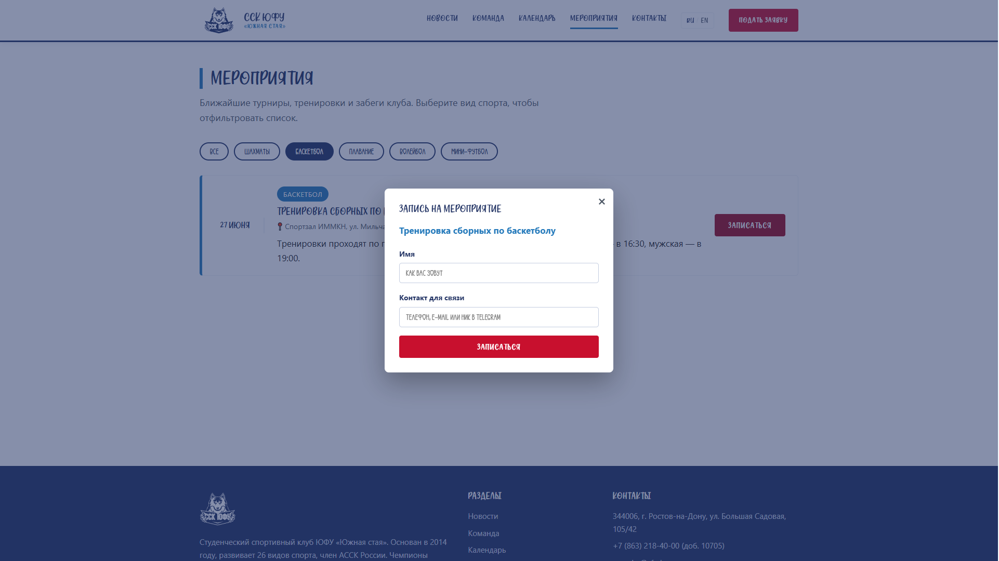 ССК ЮФУ
ССК ЮФУ
«ЮЖНАЯ СТАЯ»
НОВОСТИ
КОМАНДА
КАЛЕНДАРЬ
МЕРОПРИЯТИЯ
КОНТАКТЫ
RU
EN
ПОДАТЬ ЗАЯВКУ
МЕРОПРИЯТИЯ
Ближайшие турниры, тренировки и забеги клуба. Выберите вид спорта, чтобы
отфильтровать список.
ВСЕ
ШАХМАТЫ
БАСКЕТБОЛ
ПЛАВАНИЕ
ВОЛЕЙБОЛ
МИНИ-ФУТБОЛ
27 ИЮНЯ
БАСКЕТБОЛ
ТРЕНИРОВКА СБОРНЫХ ПО
Спортзал ИММКН, ул.
Тренировки проходят по
в 16:30, мужская — в
19:00.
ЗАПИСАТЬСЯ
ЗАПИСЬ НА МЕРОПРИЯТИЕ
×
Тренировка сборных по баскетболу
Имя
КАК ВАС ЗОВУТ
Контакт для связи
ТЕЛЕФОН, E-MAIL ИЛИ НИК В TELEGRAM
ЗАПИСАТЬСЯ
ССК ЮФУ
Студенческий спортивный клуб ЮФУ «Южная стая». Основан в 2014
году, развивает 26 видов спорта, член АССК России. Чемпионы
РАЗДЕЛЫ
Новости
Команда
Календарь
КОНТАКТЫ
344006, г. Ростов-на-Дону, ул. Большая Садовая,
105/42
+7 (863) 218-40-00 (доб. 10705)